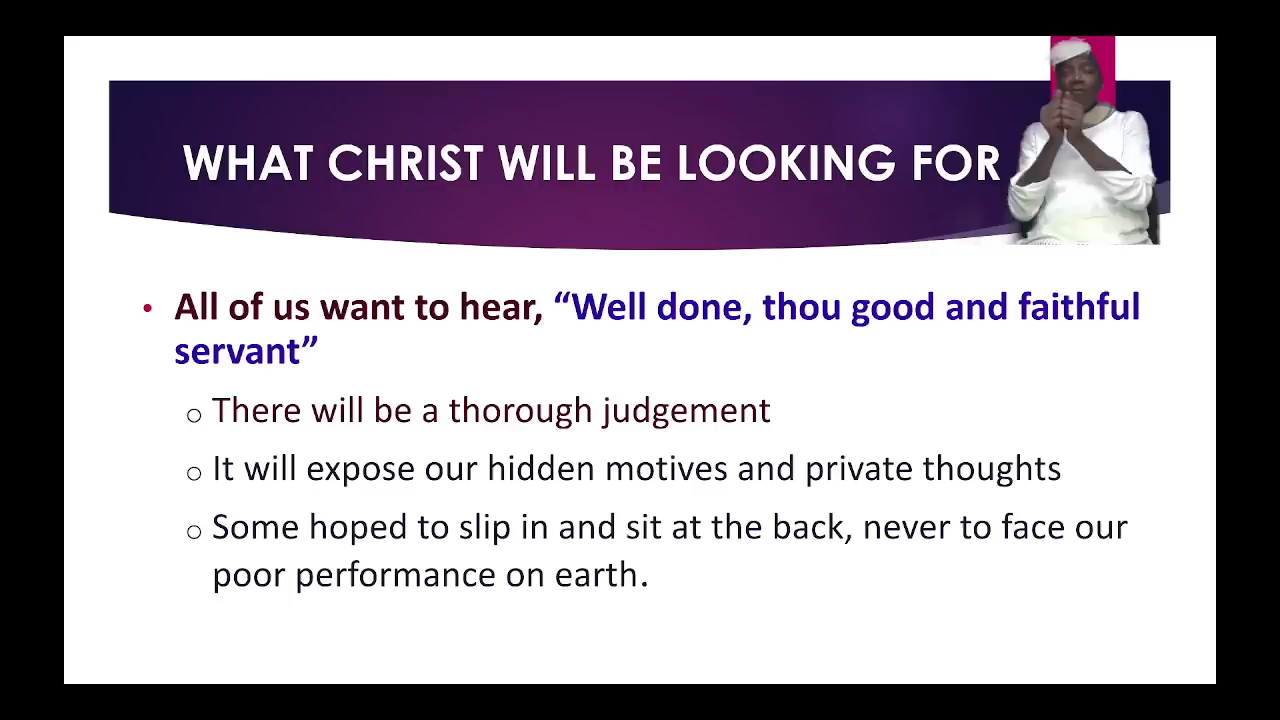 WHAT CHRIST WILL BE LOOKING FOR
• All of us want to hear, “Well done, thou good and faithful
servant”
o There will be a thorough judgement
o It will expose our hidden motives and private thoughts
o Some hoped to slip in and sit at the back, never to face our
poor performance on earth.